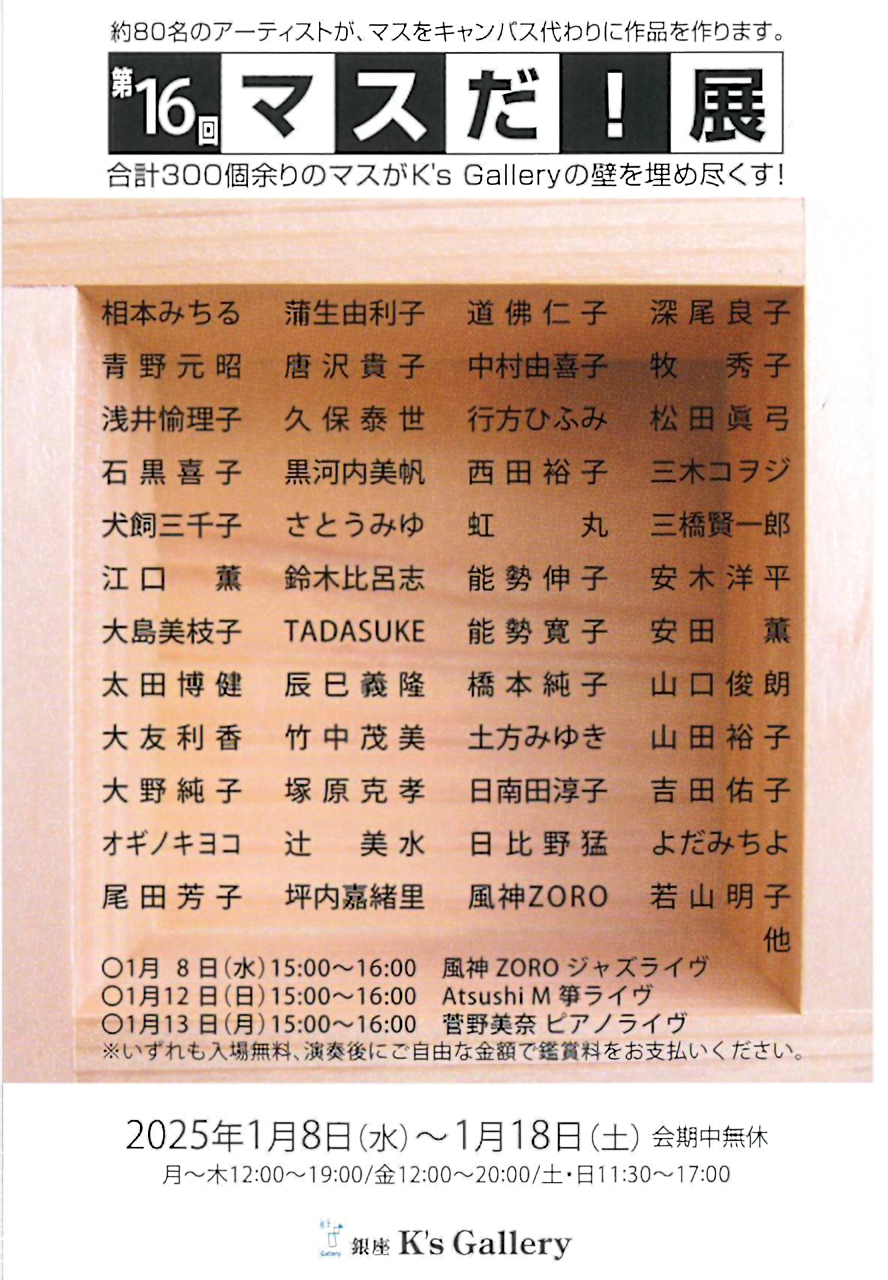 約80名のアーティストが、マスをキャンバス代わりに作品を作ります。
第16回 マスだ!展
合計300個余りのマスがK's Galleryの壁を埋め尽くす!
相本みちる 蒲生由利子 道佛仁子 深尾良子
青野元昭 唐沢貴子 中村由喜子 牧秀子
浅井愉理子 久保泰世 行方ひふみ 松田眞弓
石黒喜子 黒河内美帆 西田裕子 三木コヲジ
犬飼三千子 さとうみゆ 虹丸 三橋賢一郎
江口薫 鈴木比呂志 能勢伸子 安木洋平
大島美枝子 TADASUKE 能勢寛子 安田薫
太田博健 辰巳義隆 橋本純子 山口俊朗
大友利香 竹中茂美 土方みゆき 山田裕子
大野純子 塚原克孝 日南田淳子 吉田佑子
オギノキヨコ 辻美水 日比野猛 よだみちよ
尾田芳子 坪内嘉緒里 風神ZORO 若山明子
他
〇1月 8日(水)15:00〜16:00 風神 ZORO ジャズライヴ
〇1月12日(日)15:00〜16:00 Atsushi M 箏ライヴ
〇1月13日(月)15:00〜16:00 菅野美奈 ピアノライヴ
※いずれも入場無料、演奏後にご自由な金額で鑑賞料をお支払いください。
2025年1月8日(水)〜1月18日(土) 会期中無休
月〜木12:00〜19:00/金12:00〜20:00/土・日11:30〜17:00
銀座 K's Gallery